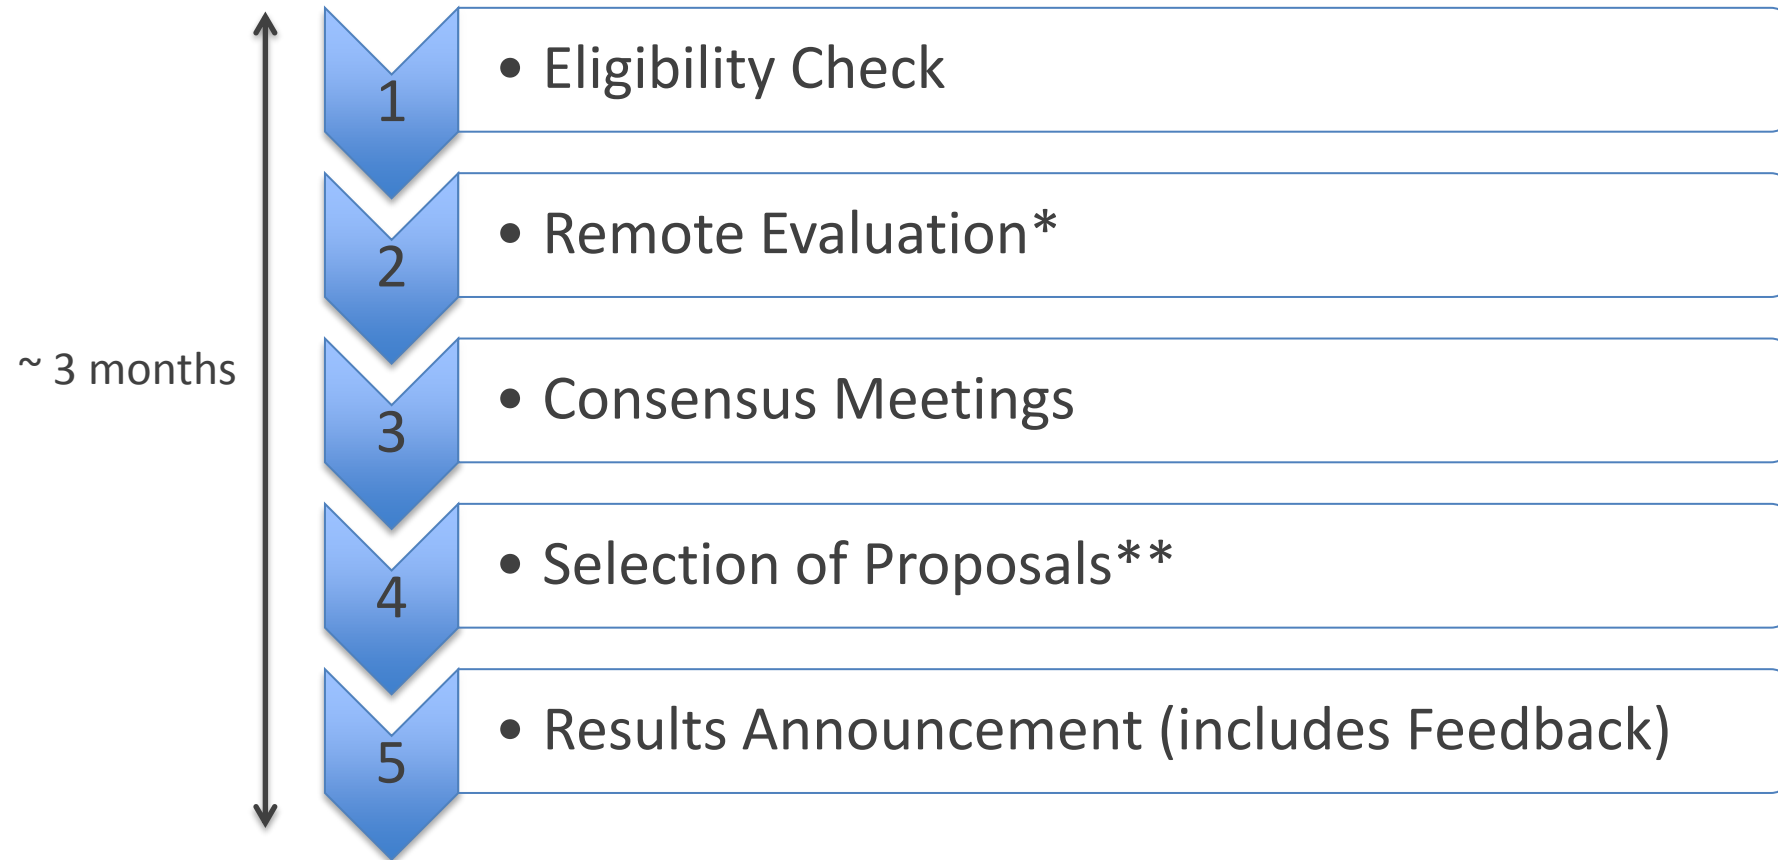 ~ 3 months
1
• Eligibility Check
2
• Remote Evaluation*
3
• Consensus Meetings
4
• Selection of Proposals**
5
• Results Announcement (includes Feedback)